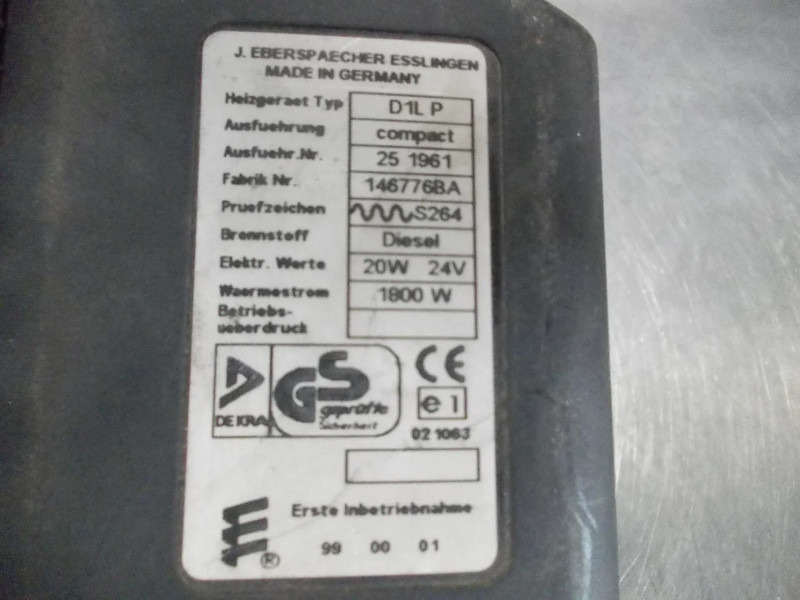 J. EBERSPAECHER ESSLINGEN
MADE IN GERMANY
Heizgeraet Typ D1L P
Ausfuehrung compact
Ausfuehr.Nr. 25 1961
Fabrik Nr. 146776BA
Pruefzeichen S264
Brennstoff Diesel
Elektr. Werte 20W 24V
Waermestrom 1800 W
Betriebs-
ueberdruck
DEKRA
GS
geprüfte
Sicherheit
CE
e 1
02 1063
Erste Inbetriebnahme
®
99 00 01